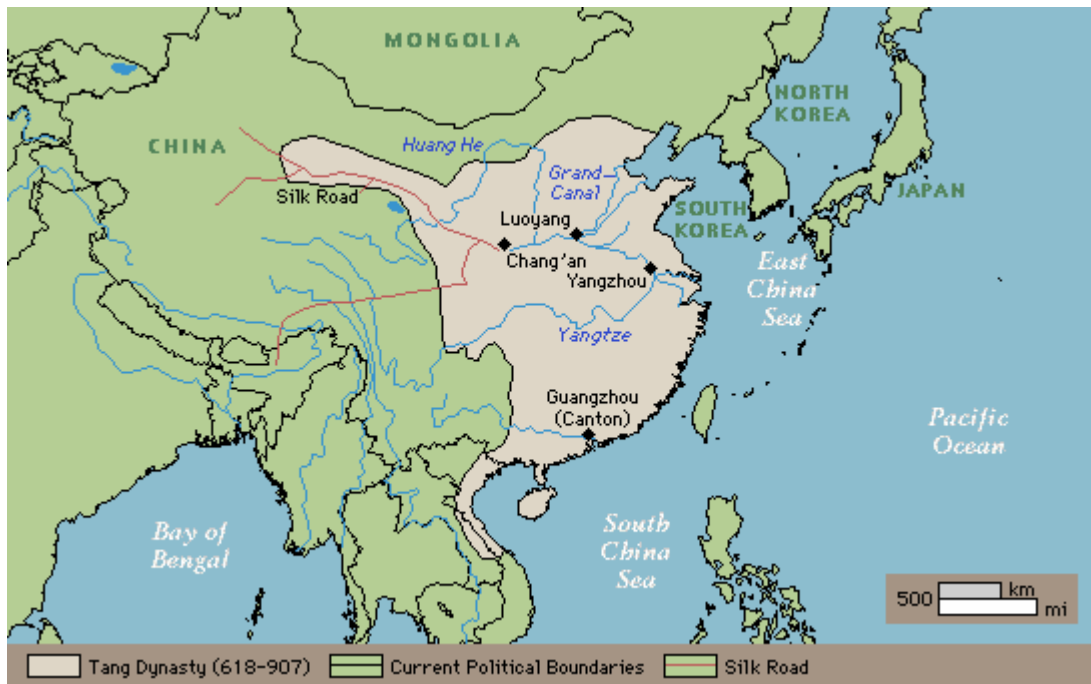 MONGOLIA
NORTH
KOREA
Huang He
CHINA
Grand
Canal
Silk Road
JAPAN
SOUTH
KOREA
Luoyang
Chang'an
Yangzhou
East
China
Sea
Yangtze
Guangzhou
(Canton)
Pacific
Ocean
Bay of
Bengal
South
China
Sea
500 km
mi
Tang Dynasty (618-907)
Current Political Boundaries
Silk Road